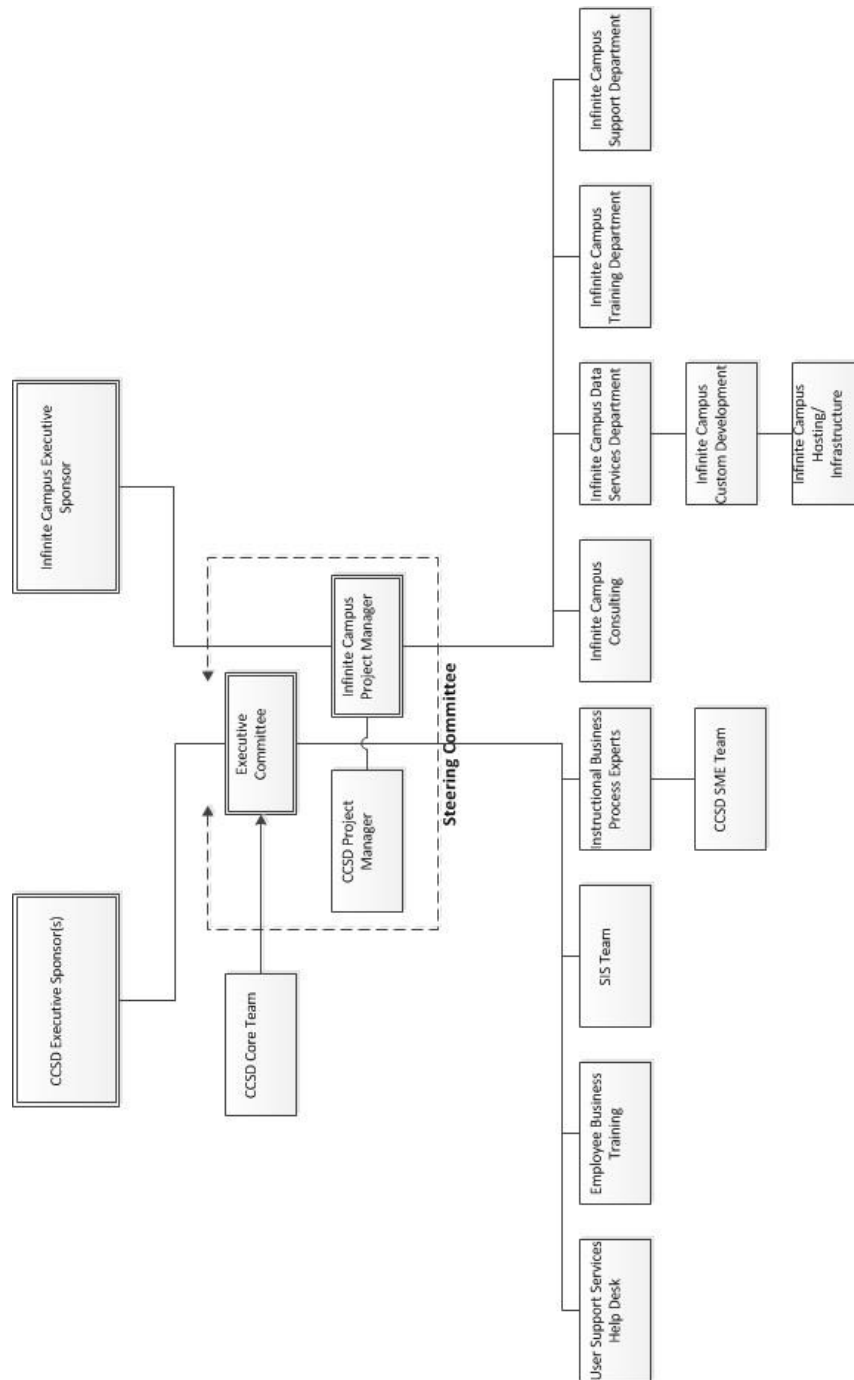 CCSD Executive Sponsor(s)
Infinite Campus Executive
Sponsor
CCSD Core Team
Executive
Committee
CCSD Project
Manager
Infinite Campus
Project Manager
Steering Committee
User Support Services
Help Desk
Employee Business
Training
SIS Team
Instructional Business
Process Experts
Infinite Campus
Consulting
Infinite Campus Data
Services Department
Infinite Campus
Training Department
Infinite Campus
Support Department
CCSD SME Team
Infinite Campus
Custom Development
Infinite Campus
Hosting/
Infrastructure